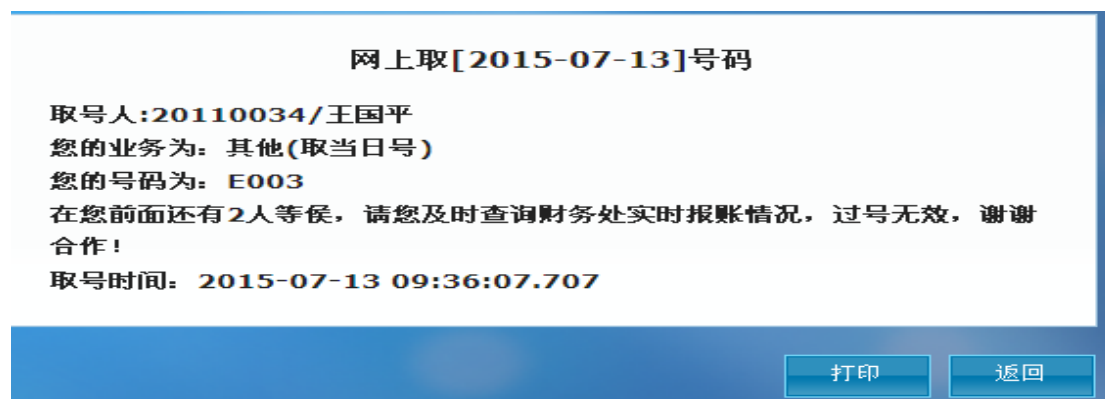 网上取[2015-07-13]号码
取号人:20110034/王国平
您的业务为：其他(取当日号)
您的号码为：E003
在您前面还有2人等侯，请您及时查询财务处实时报账情况，过号无效，谢谢
合作！
取号时间：2015-07-13 09:36:07.707
打印 返回